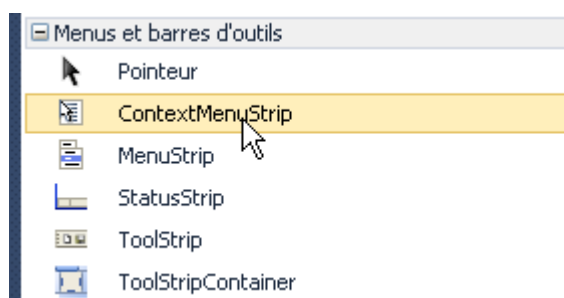 Menus et barres d'outils
Pointeur
ContextMenuStrip
MenuStrip
StatusStrip
ToolStrip
ToolStripContainer